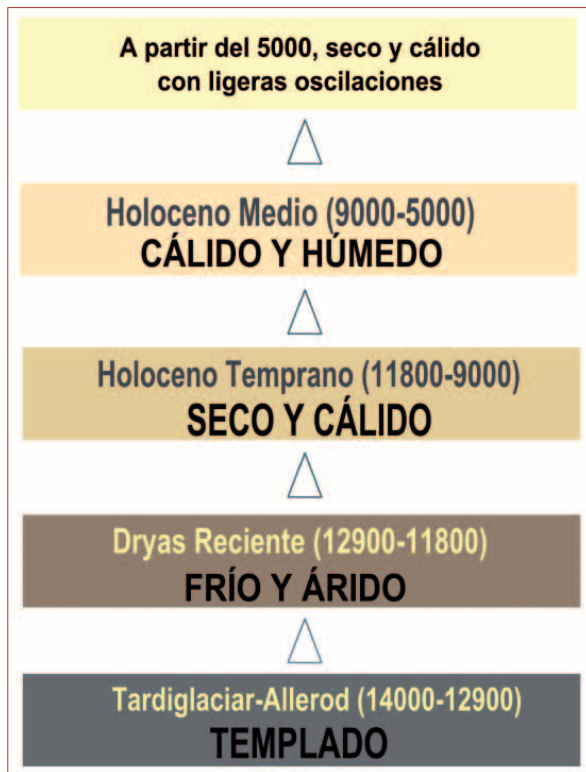 A partir del 5000, seco y cálido
con ligeras oscilaciones
Holoceno Medio (9000-5000)
CÁLIDO Y HÚMEDO
Holoceno Temprano (11800-9000)
SECO Y CÁLIDO
Dryas Reciente (12900-11800)
FRÍO Y ÁRIDO
Tardiglaciar-Allerod (14000-12900)
TEMPLADO